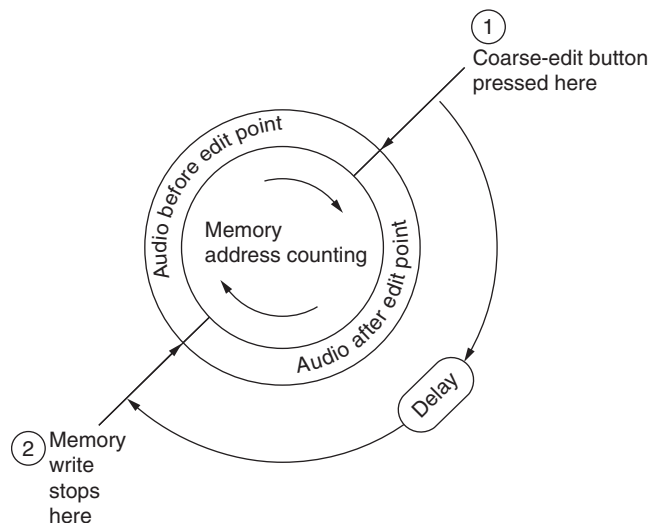 1
Coarse-edit button
pressed here
Audio before edit point
Memory
address counting
Audio after edit point
Delay
2
Memory
write
stops
here